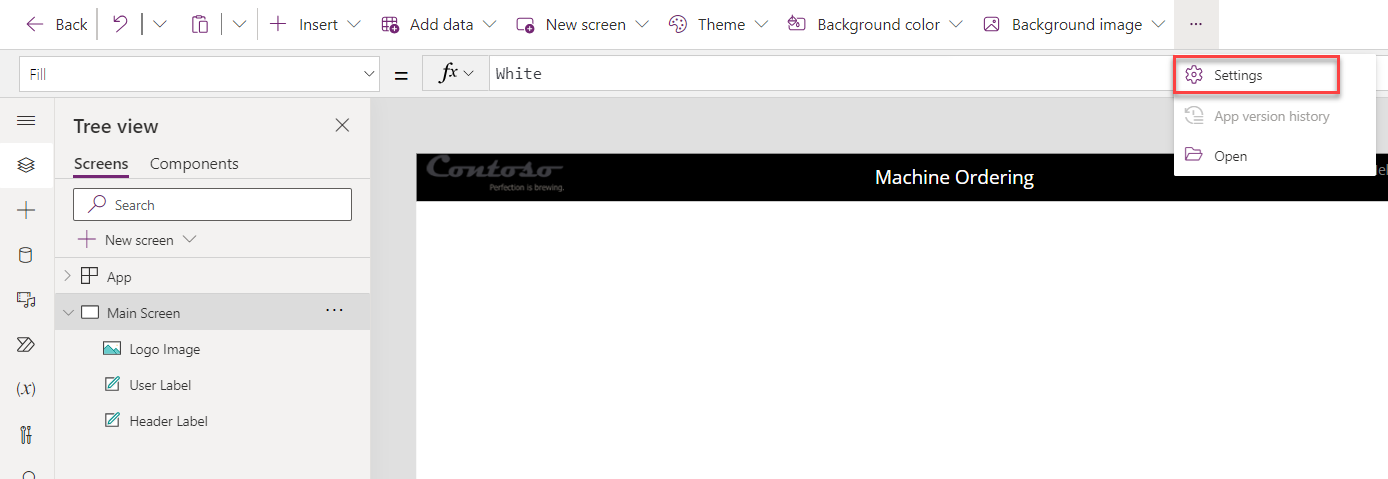 Back
Insert
Add data
New screen
Theme
Background color
Background image
...
Fill
=
fx
White
Settings
App version history
Open
Tree view
Screens
Components
Search
New screen
App
Main Screen
...
Logo Image
User Label
Header Label
(x)
Contoso
Perfection is brewing.
Machine Ordering